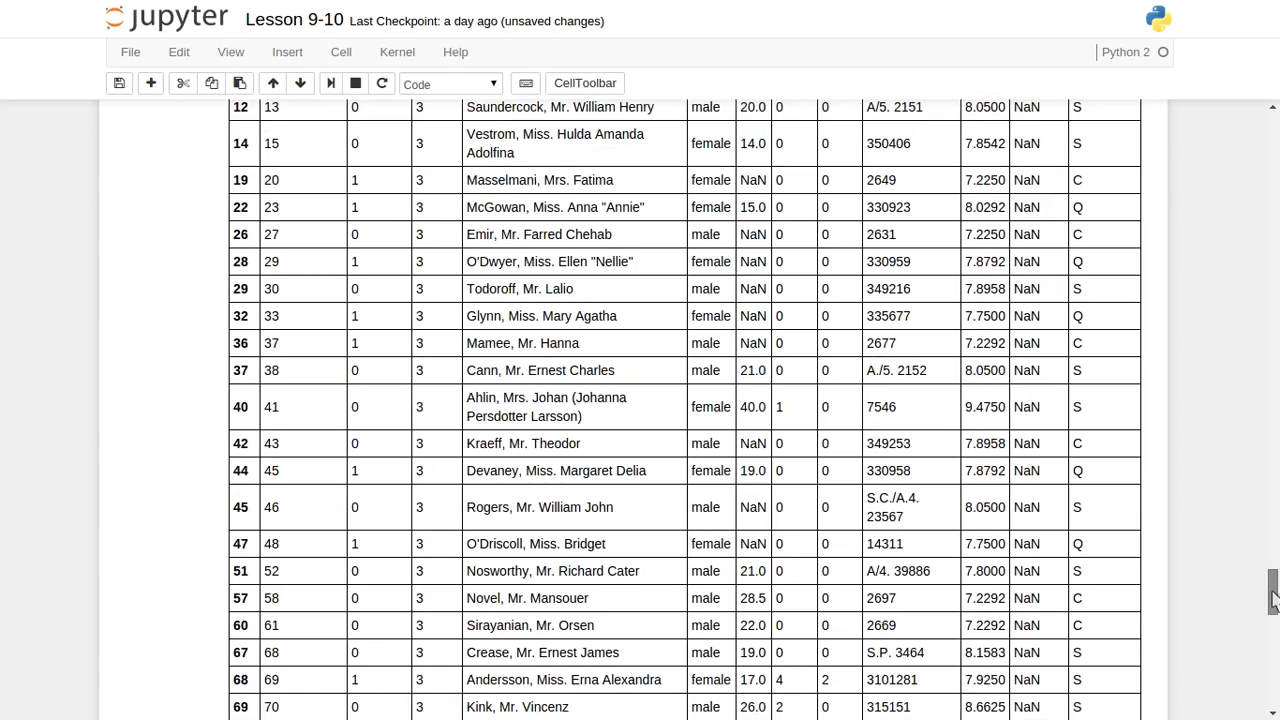 jupyter Lesson 9-10 Last Checkpoint: a day ago (unsaved changes)
File Edit View Insert Cell Kernel Help Python 2
Code CellToolbar
12 13 0 3 Saundercock, Mr. William Henry male 20.0 0 0 A/5. 2151 8.0500 NaN S
14 15 0 3 Vestrom, Miss. Hulda Amanda female 14.0 0 0 350406 7.8542 NaN S
Adolfina
19 20 1 3 Masselmani, Mrs. Fatima female NaN 0 0 2649 7.2250 NaN C
22 23 1 3 McGowan, Miss. Anna "Annie" female 15.0 0 0 330923 8.0292 NaN Q
26 27 0 3 Emir, Mr. Farred Chehab male NaN 0 0 2631 7.2250 NaN C
28 29 1 3 O'Dwyer, Miss. Ellen "Nellie" female NaN 0 0 330959 7.8792 NaN Q
29 30 0 3 Todoroff, Mr. Lalio male NaN 0 0 349216 7.8958 NaN S
32 33 1 3 Glynn, Miss. Mary Agatha female NaN 0 0 335677 7.7500 NaN Q
36 37 1 3 Mamee, Mr. Hanna male NaN 0 0 2677 7.2292 NaN C
37 38 0 3 Cann, Mr. Ernest Charles male 21.0 0 0 A./5. 2152 8.0500 NaN S
40 41 0 3 Ahlin, Mrs. Johan (Johanna female 40.0 1 0 7546 9.4750 NaN S
Persdotter Larsson)
42 43 0 3 Kraeff, Mr. Theodor male NaN 0 0 349253 7.8958 NaN C
44 45 1 3 Devaney, Miss. Margaret Delia female 19.0 0 0 330958 7.8792 NaN Q
45 46 0 3 Rogers, Mr. William John male NaN 0 0 S.C./A.4. 8.0500 NaN S
23567
47 48 1 3 O'Driscoll, Miss. Bridget female NaN 0 0 14311 7.7500 NaN Q
51 52 0 3 Nosworthy, Mr. Richard Cater male 21.0 0 0 A/4. 39886 7.8000 NaN S
57 58 0 3 Novel, Mr. Mansouer male 28.5 0 0 2697 7.2292 NaN C
60 61 0 3 Sirayanian, Mr. Orsen male 22.0 0 0 2669 7.2292 NaN C
67 68 0 3 Crease, Mr. Ernest James male 19.0 0 0 S.P. 3464 8.1583 NaN S
68 69 1 3 Andersson, Miss. Erna Alexandra female 17.0 4 2 3101281 7.9250 NaN S
69 70 0 3 Kink, Mr. Vincenz male 26.0 2 0 315151 8.6625 NaN S